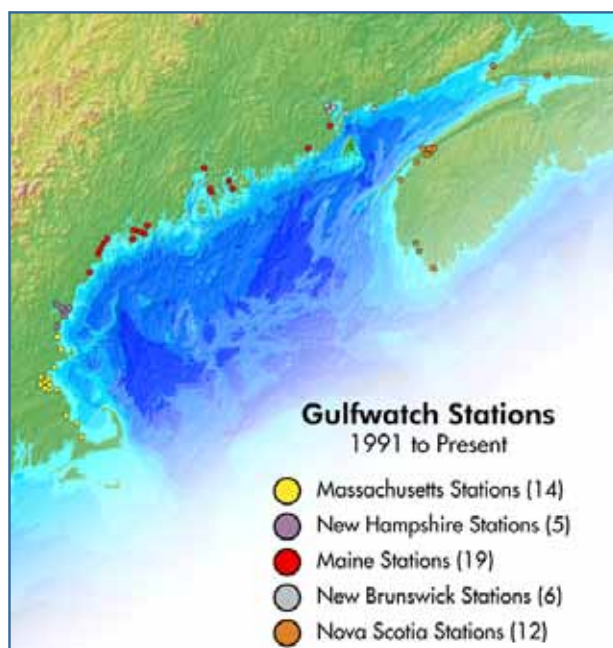 Gulfwatch Stations
1991 to Present
Massachusetts Stations (14)
New Hampshire Stations (5)
Maine Stations (19)
New Brunswick Stations (6)
Nova Scotia Stations (12)